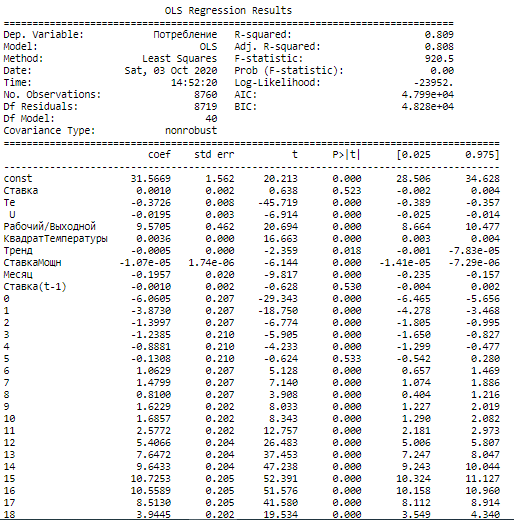 OLS Regression Results
Dep. Variable: Потребление R-squared: 0.809
Model: OLS Adj. R-squared: 0.808
Method: Least Squares F-statistic: 920.5
Date: Sat, 03 Oct 2020 Prob (F-statistic): 0.00
Time: 14:52:20 Log-Likelihood: -23952.
No. Observations: 8760 AIC: 4.799e+04
Df Residuals: 8719 BIC: 4.828e+04
Df Model: 40
Covariance Type: nonrobust
coef std err t P>|t| [0.025 0.975]
const 31.5669 1.562 20.213 0.000 28.506 34.628
Ставка 0.0010 0.002 0.638 0.523 -0.002 0.004
Te -0.3726 0.008 -45.719 0.000 -0.389 -0.357
U -0.0195 0.003 -6.914 0.000 -0.025 -0.014
Рабочий/Выходной 9.5705 0.462 20.694 0.000 8.664 10.477
КвадратТемпературы 0.0036 0.000 16.663 0.000 0.003 0.004
Тренд -0.0005 0.000 -2.359 0.018 -0.001 -7.83e-05
СтавкаМощн -1.07e-05 1.74e-06 -6.144 0.000 -1.41e-05 -7.29e-06
Месяц -0.1957 0.020 -9.817 0.000 -0.235 -0.157
Ставка(t-1) -0.0010 0.002 -0.628 0.530 -0.004 0.002
0 -6.0605 0.207 -29.343 0.000 -6.465 -5.656
1 -3.8730 0.207 -18.750 0.000 -4.278 -3.468
2 -1.3997 0.207 -6.774 0.000 -1.805 -0.995
3 -1.2385 0.210 -5.905 0.000 -1.650 -0.827
4 -0.8881 0.210 -4.233 0.000 -1.299 -0.477
5 -0.1308 0.210 -0.624 0.533 -0.542 0.280
6 1.0629 0.207 5.128 0.000 0.657 1.469
7 1.4799 0.207 7.140 0.000 1.074 1.886
8 0.8100 0.207 3.908 0.000 0.404 1.216
9 1.6229 0.202 8.033 0.000 1.227 2.019
10 1.6857 0.202 8.343 0.000 1.290 2.082
11 2.5772 0.202 12.757 0.000 2.181 2.973
12 5.4066 0.204 26.483 0.000 5.006 5.807
13 7.6472 0.204 37.453 0.000 7.247 8.047
14 9.6433 0.204 47.238 0.000 9.243 10.044
15 10.7253 0.205 52.391 0.000 10.324 11.127
16 10.5589 0.205 51.576 0.000 10.158 10.960
17 8.5130 0.205 41.580 0.000 8.112 8.914
18 3.9445 0.202 19.534 0.000 3.549 4.340